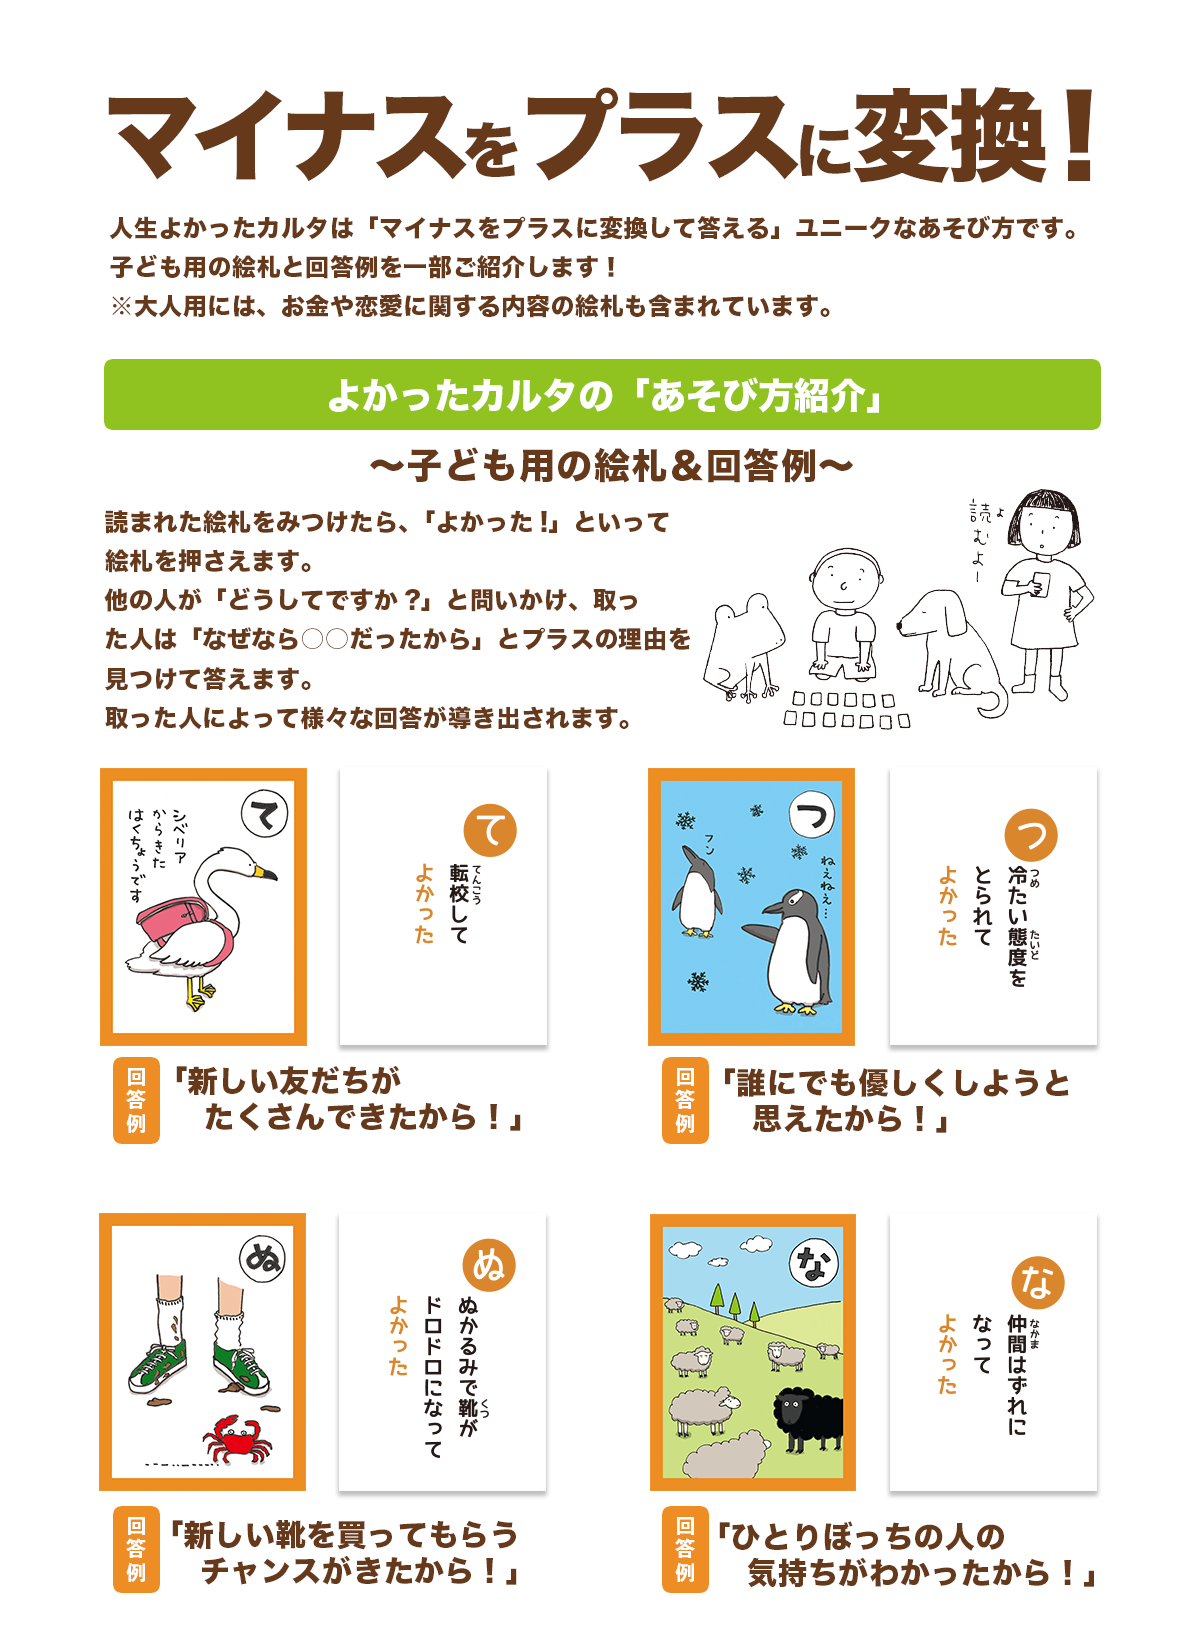 マイナスをプラスに変換！
人生よかったカルタは「マイナスをプラスに変換して答える」ユニークなあそび方です。
子ども用の絵札と回答例を一部ご紹介します！
※大人用には、お金や恋愛に関する内容の絵札も含まれています。
よかったカルタの「あそび方紹介」
～子ども用の絵札＆回答例～
読まれた絵札をみつけたら、「よかった！」といって
絵札を押さえます。
他の人が「どうしてですか？」と問いかけ、取っ
た人は「なぜなら○○だったから」とプラスの理由を
見つけて答えます。
取った人によって様々な回答が導き出されます。
読むよー
よ
て
シベリア
からきた
はくちょうです
て
転校して
てんこう
よかった
回答例
「新しい友だちが
たくさんできたから！」
つ
フン
ねぇねぇ…
つ
冷たい態度を
つめ
たいど
とられて
よかった
回答例
「誰にでも優しくしようと
思えたから！」
ぬ
ぬ
ぬかるみで靴が
くつ
ドロドロになって
よかった
回答例
「新しい靴を買ってもらう
チャンスがきたから！」
な
な
仲間はずれに
なかま
なって
よかった
回答例
「ひとりぼっちの人の
気持ちがわかったから！」